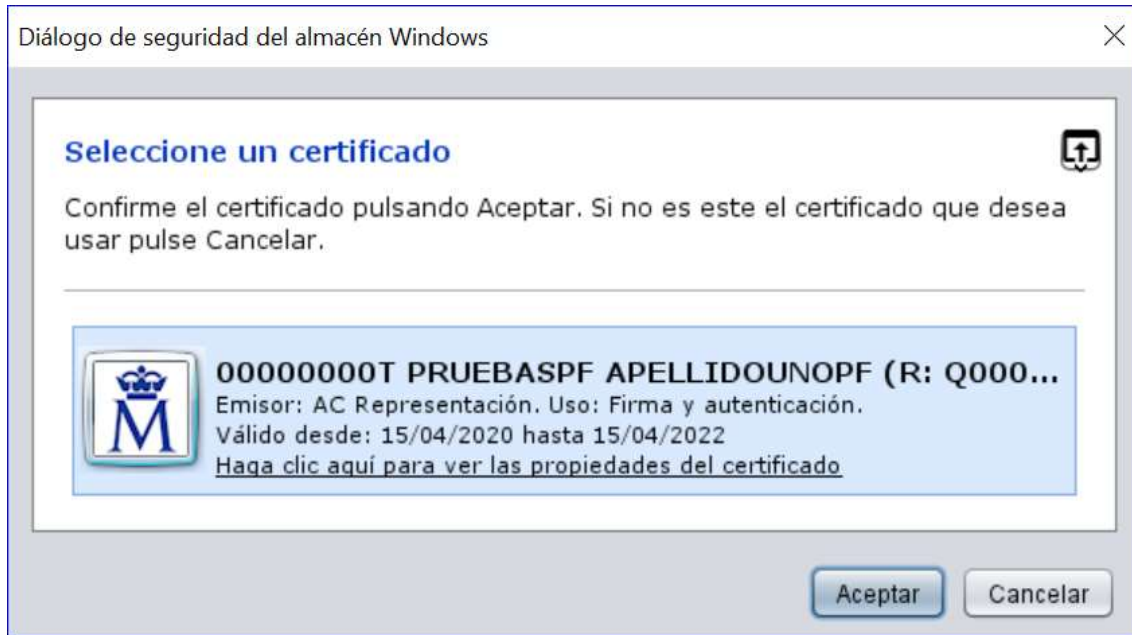 Diálogo de seguridad del almacén Windows
Seleccione un certificado
Confirme el certificado pulsando Aceptar. Si no es este el certificado que desea
usar pulse Cancelar.
00000000T PRUEBASPF APELLIDOUNOPF (R: Q000...
Emisor: AC Representación. Uso: Firma y autenticación.
Válido desde: 15/04/2020 hasta 15/04/2022
Haga clic aquí para ver las propiedades del certificado
M
Aceptar
Cancelar